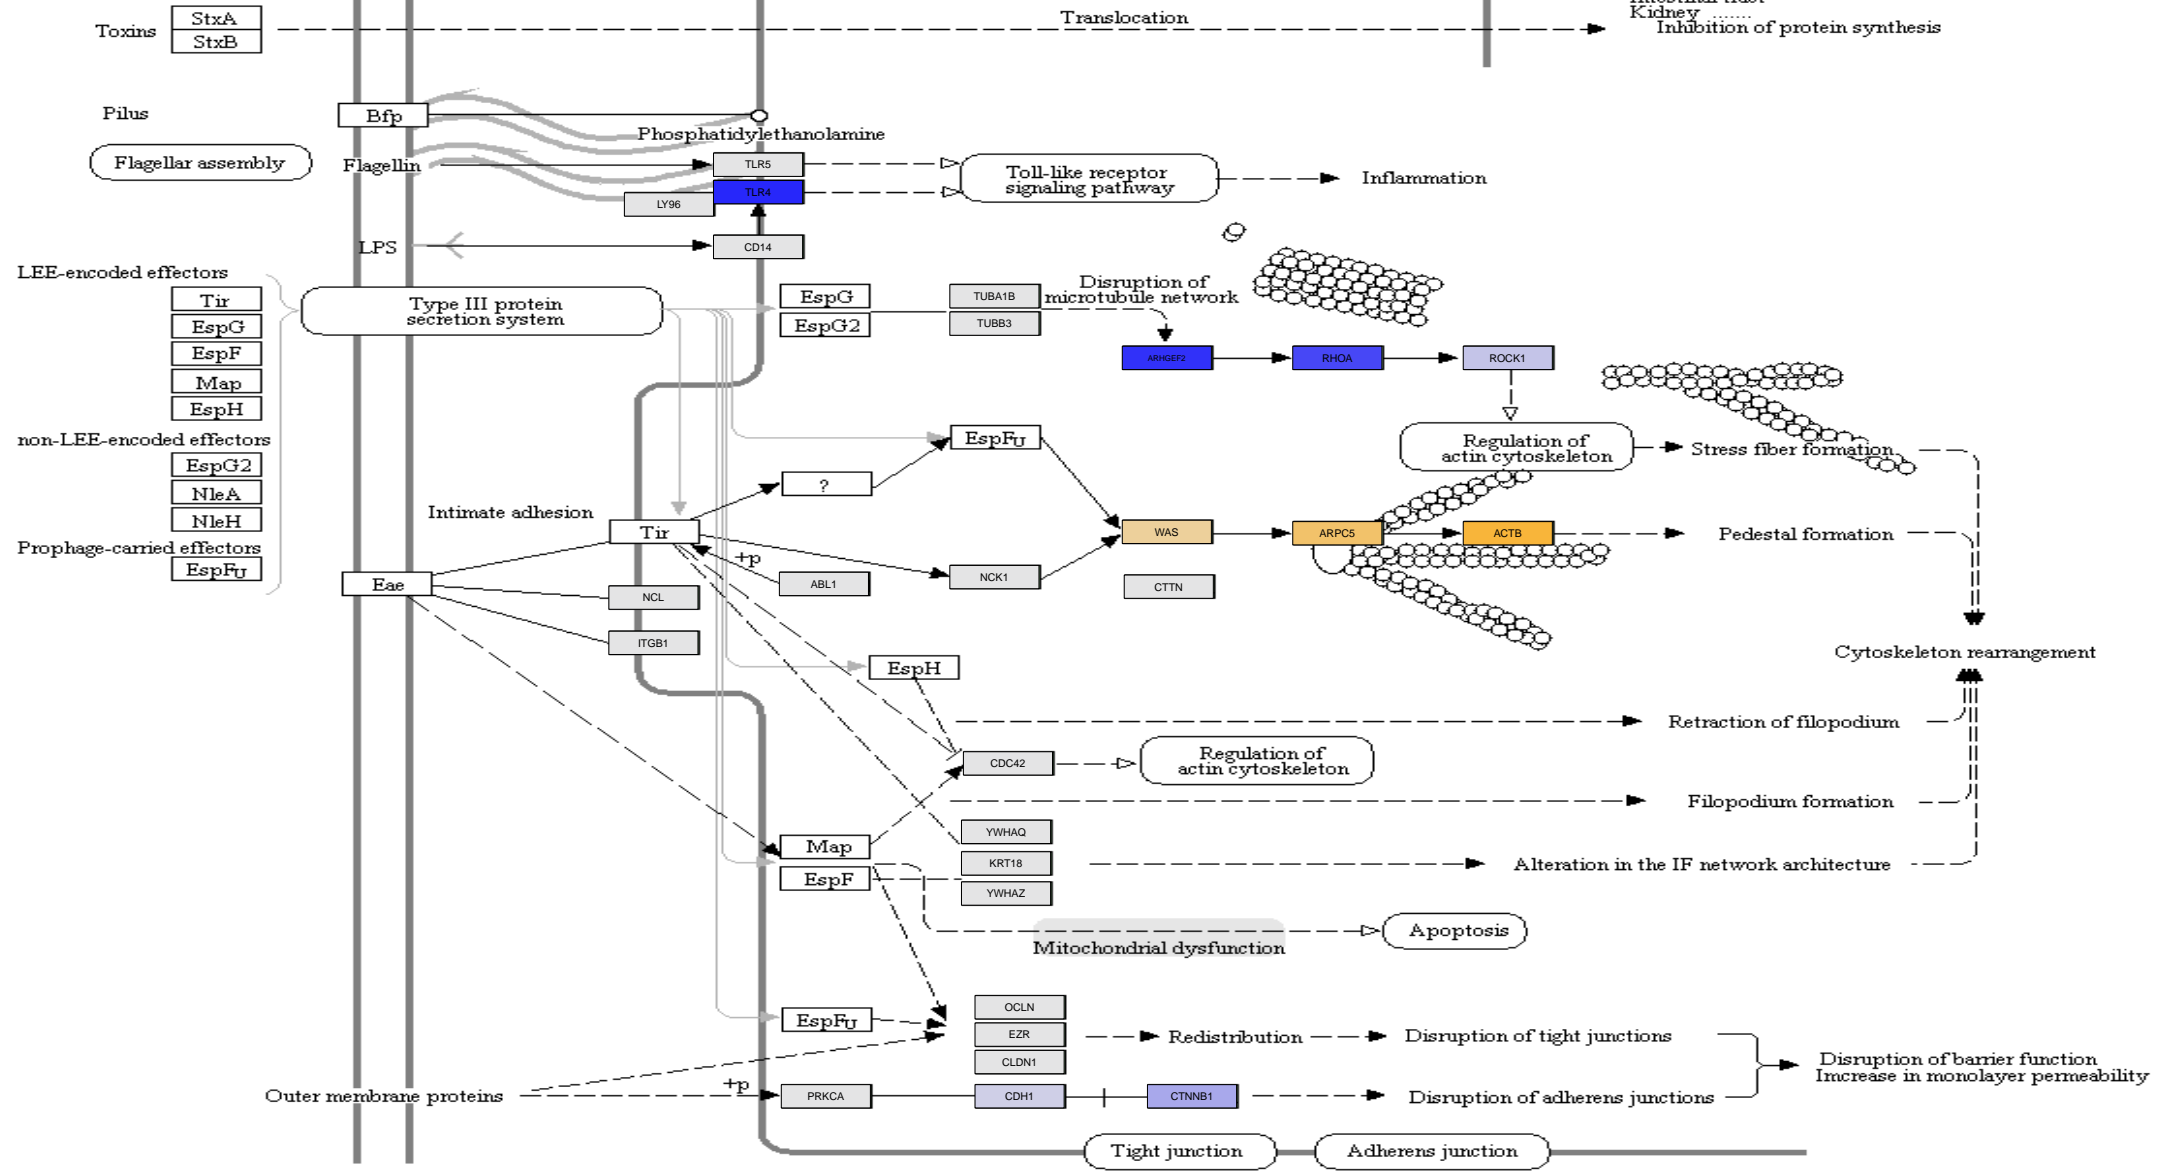 Intestinal tract
Kidney .......
Toxins
StxA
StxB
Translocation
Inhibition of protein synthesis
Pilus
Bfp
Phosphatidylethanolamine
Flagellar assembly
Flagellin
TLR5
TLR4
LY96
Toll-like receptor
signaling pathway
Inflammation
LPS
CD14
LEE-encoded effectors
Tir
EspG
EspF
Map
EspH
Type III protein
secretion system
EspG
EspG2
TUBA1B
TUBB3
Disruption of
microtubule network
ARHGEF2
RHOA
ROCK1
non-LEE-encoded effectors
EspG2
NleA
NleH
Prophage-carried effectors
EspFU
EspFU
?
Regulation of
actin cytoskeleton
Stress fiber formation
Intimate adhesion
Tir
+p
WAS
ARPC5
ACTB
Pedestal formation
Eae
NCL
ABL1
NCK1
CTTN
ITGB1
EspH
Cytoskeleton rearrangement
Retraction of filopodium
CDC42
Regulation of
actin cytoskeleton
Filopodium formation
Map
EspF
YWHAQ
KRT18
YWHAZ
Alteration in the IF network architecture
Mitochondrial dysfunction
Apoptosis
EspFU
OCLN
EZR
CLDN1
Redistribution
Disruption of tight junctions
Disruption of barrier function
Imcrease in monolayer permeability
Outer membrane proteins
+p
PRKCA
CDH1
CTNNB1
Disruption of adherens junctions
Tight junction
Adherens junction